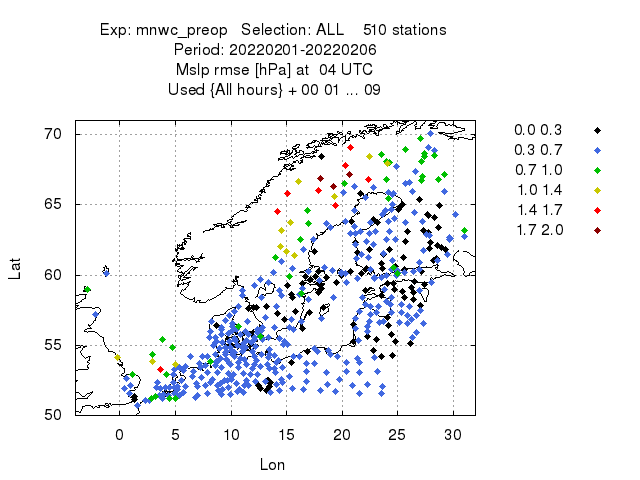 Exp: mnwc_preop   Selection: ALL    510 stations
Period: 20220201-20220206
Mslp rmse [hPa] at  04 UTC
Used {All hours} + 00 01 ... 09
0.0 0.3
0.3 0.7
0.7 1.0
1.0 1.4
1.4 1.7
1.7 2.0
70
65
60
55
50
Lat
0 5 10 15 20 25 30
Lon